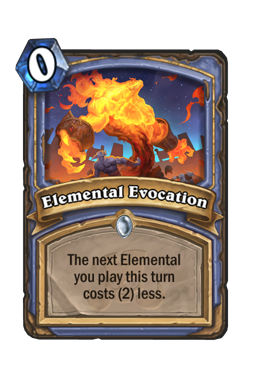 0
Elemental Evocation
The next Elemental
you play this turn
costs (2) less.